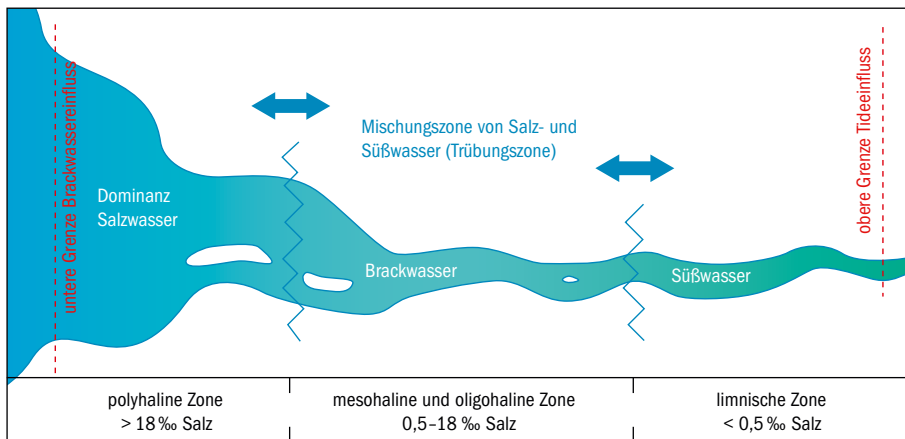 untere Grenze Brackwassereinfluss
Dominanz
Salzwasser
Mischungszone von Salz- und
Süßwasser (Trübungszone)
Brackwasser
Süßwasser
obere Grenze Tideeinfluss
polyhaline Zone
> 18 ‰ Salz
mesohaline und oligohaline Zone
0,5–18 ‰ Salz
limnische Zone
< 0,5 ‰ Salz